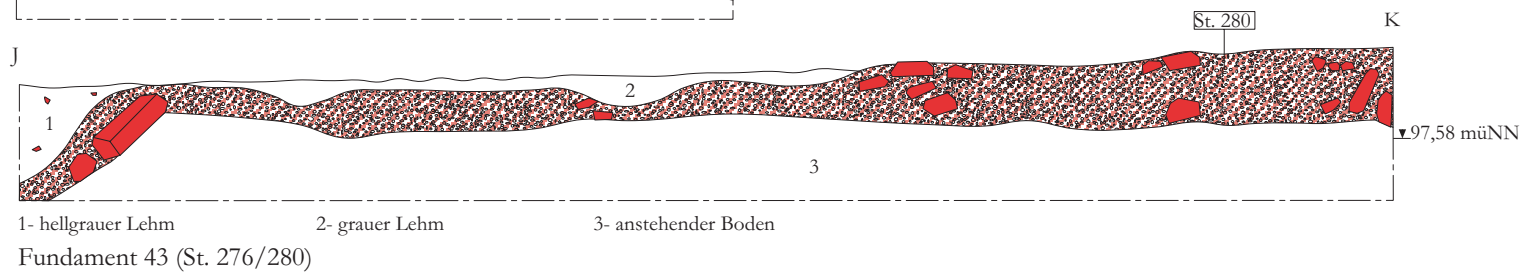 St. 280
J
K
2
1
97,58 müNN
3
1- hellgrauer Lehm 2- grauer Lehm 3- anstehender Boden
Fundament 43 (St. 276/280)